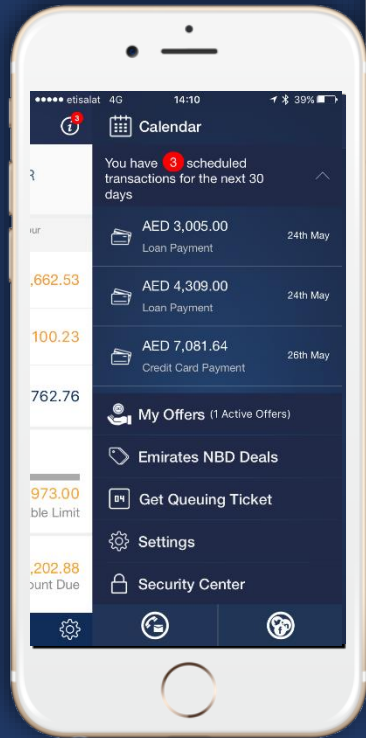 etisalat 4G 14:10 39%
3
Calendar
You have 3 scheduled
transactions for the next 30
days
AED 3,005.00
Loan Payment
24th May
AED 4,309.00
Loan Payment
24th May
AED 7,081.64
Credit Card Payment
26th May
My Offers (1 Active Offers)
Emirates NBD Deals
04
Get Queuing Ticket
Settings
Security Center
R
our
,662.53
100.23
762.76
973.00
ble Limit
,202.88
ount Due